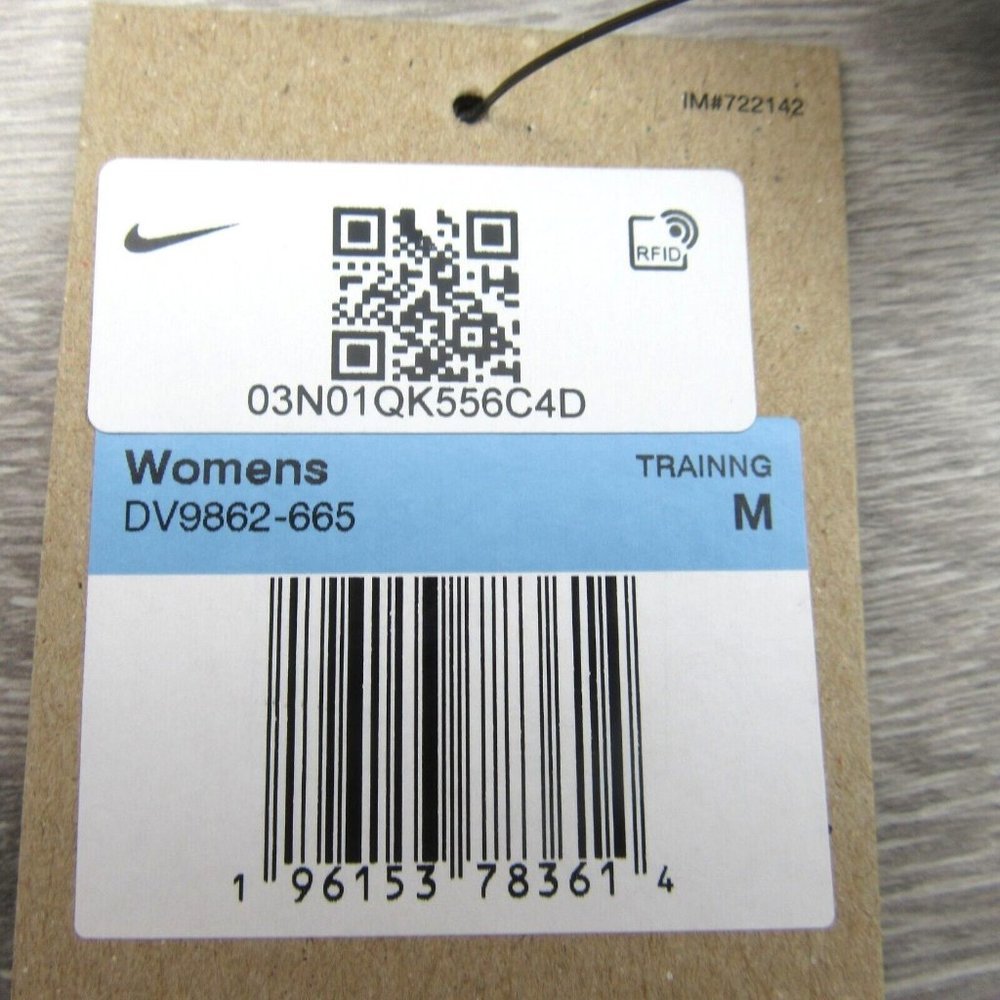 IM#722142
RFID
03N01QK556C4D
Womens
TRAINNG
DV9862-665
M
1 96153 78361 4